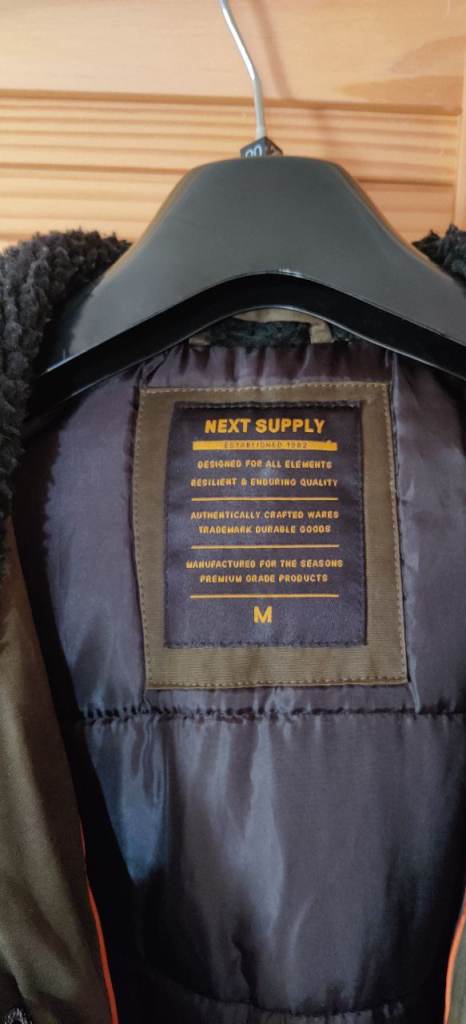 NEXT SUPPLY
ESTABLISHED 1982
DESIGNED FOR ALL ELEMENTS
RESILIENT & ENDURING QUALITY
AUTHENTICALLY CRAFTED WARES
TRADEMARK DURABLE GOODS
MANUFACTURED FOR THE SEASONS
PREMIUM GRADE PRODUCTS
M